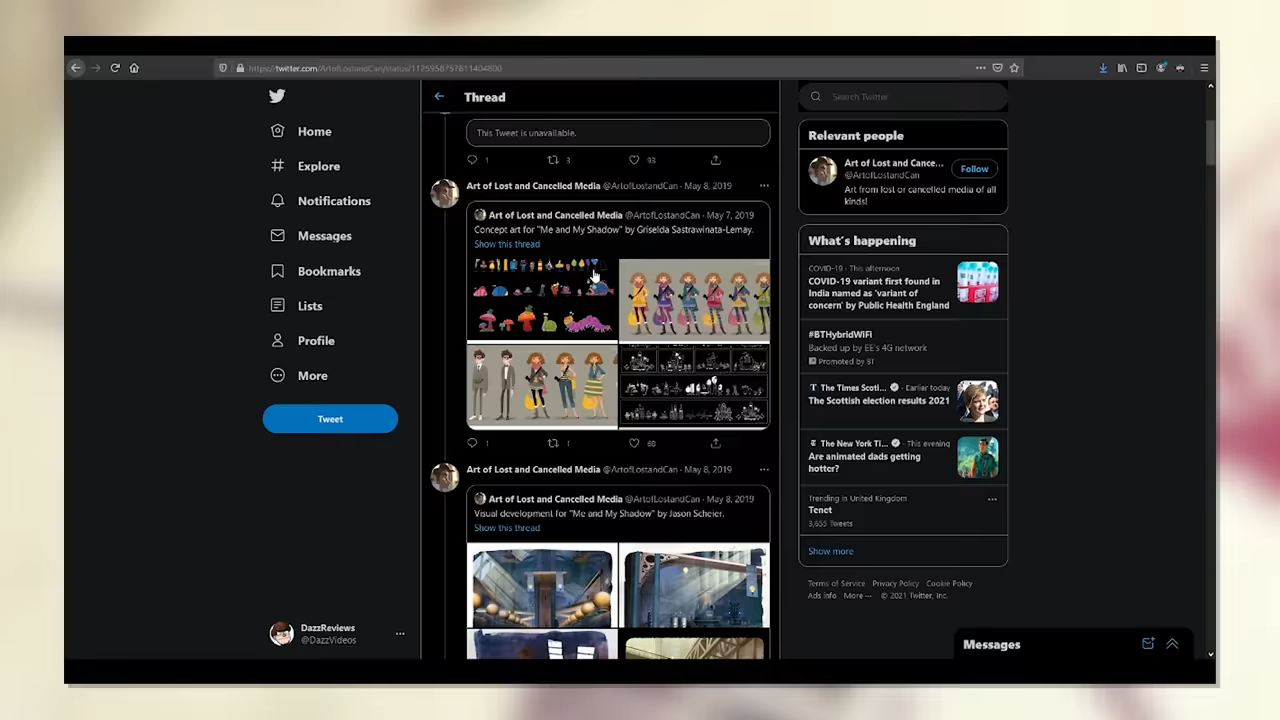 https://twitter.com/ArtofLostandCan/status/1125958757811404800
Home
Explore
Notifications
Messages
Bookmarks
Lists
Profile
More
Tweet
DazzReviews
@DazzVideos
Thread
This Tweet is unavailable.
1 3 93
Art of Lost and Cancelled Media @ArtofLostandCan · May 8, 2019
Art of Lost and Cancelled Media @ArtofLostandCan · May 7, 2019
Concept art for "Me and My Shadow" by Griselda Sastrawinata-Lemay.
Show this thread
1 1 60
Art of Lost and Cancelled Media @ArtofLostandCan · May 8, 2019
Art of Lost and Cancelled Media @ArtofLostandCan · May 8, 2019
Visual development for "Me and My Shadow" by Jason Scheier.
Show this thread
Search Twitter
Relevant people
Art of Lost and Cance...
@ArtofLostandCan
Follow
Art from lost or cancelled media of all
kinds!
What's happening
COVID-19 · This afternoon
COVID-19 variant first found in
India named as 'variant of
concern' by Public Health England
#BTHybridWiFi
Backed up by EE's 4G network
Promoted by BT
The Times Scotl... · Earlier today
The Scottish election results 2021
The New York Ti... · This evening
Are animated dads getting
hotter?
Trending in United Kingdom
Tenet
3,655 Tweets
Show more
Terms of Service Privacy Policy Cookie Policy
Ads info More ··· © 2021 Twitter, Inc.
Messages